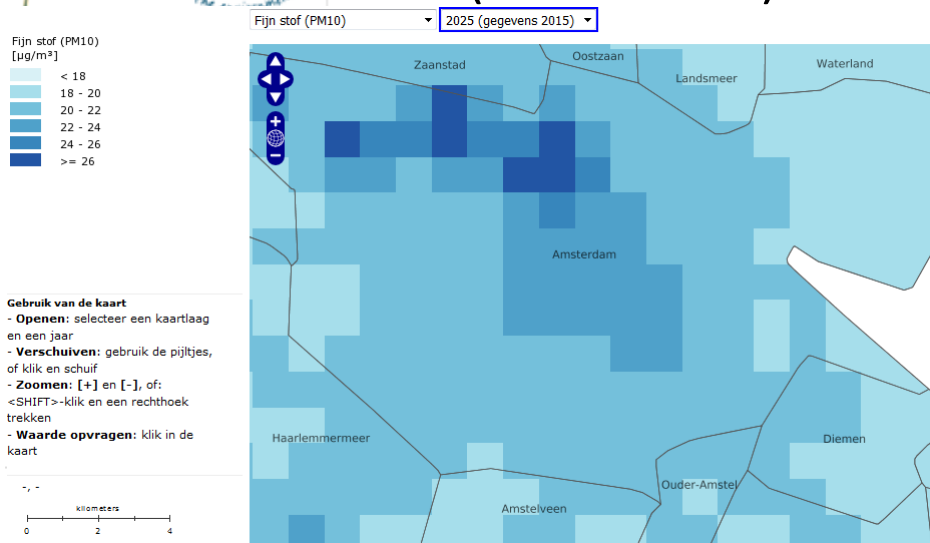 Fijn stof (PM10)
2025 (gegevens 2015)
Fijn stof (PM10)
[µg/m³]
< 18
18 - 20
20 - 22
22 - 24
24 - 26
>= 26
Zaanstad
Oostzaan
Landsmeer
Waterland
Amsterdam
Haarlemmermeer
Diemen
Ouder-Amstel
Amstelveen
Gebruik van de kaart
- Openen: selecteer een kaartlaag
en een jaar
- Verschuiven: gebruik de pijltjes,
of klik en schuif
- Zoomen: [+] en [-], of:
<SHIFT>-klik en een rechthoek
trekken
- Waarde opvragen: klik in de
kaart
-, -
kilometers
0 2 4